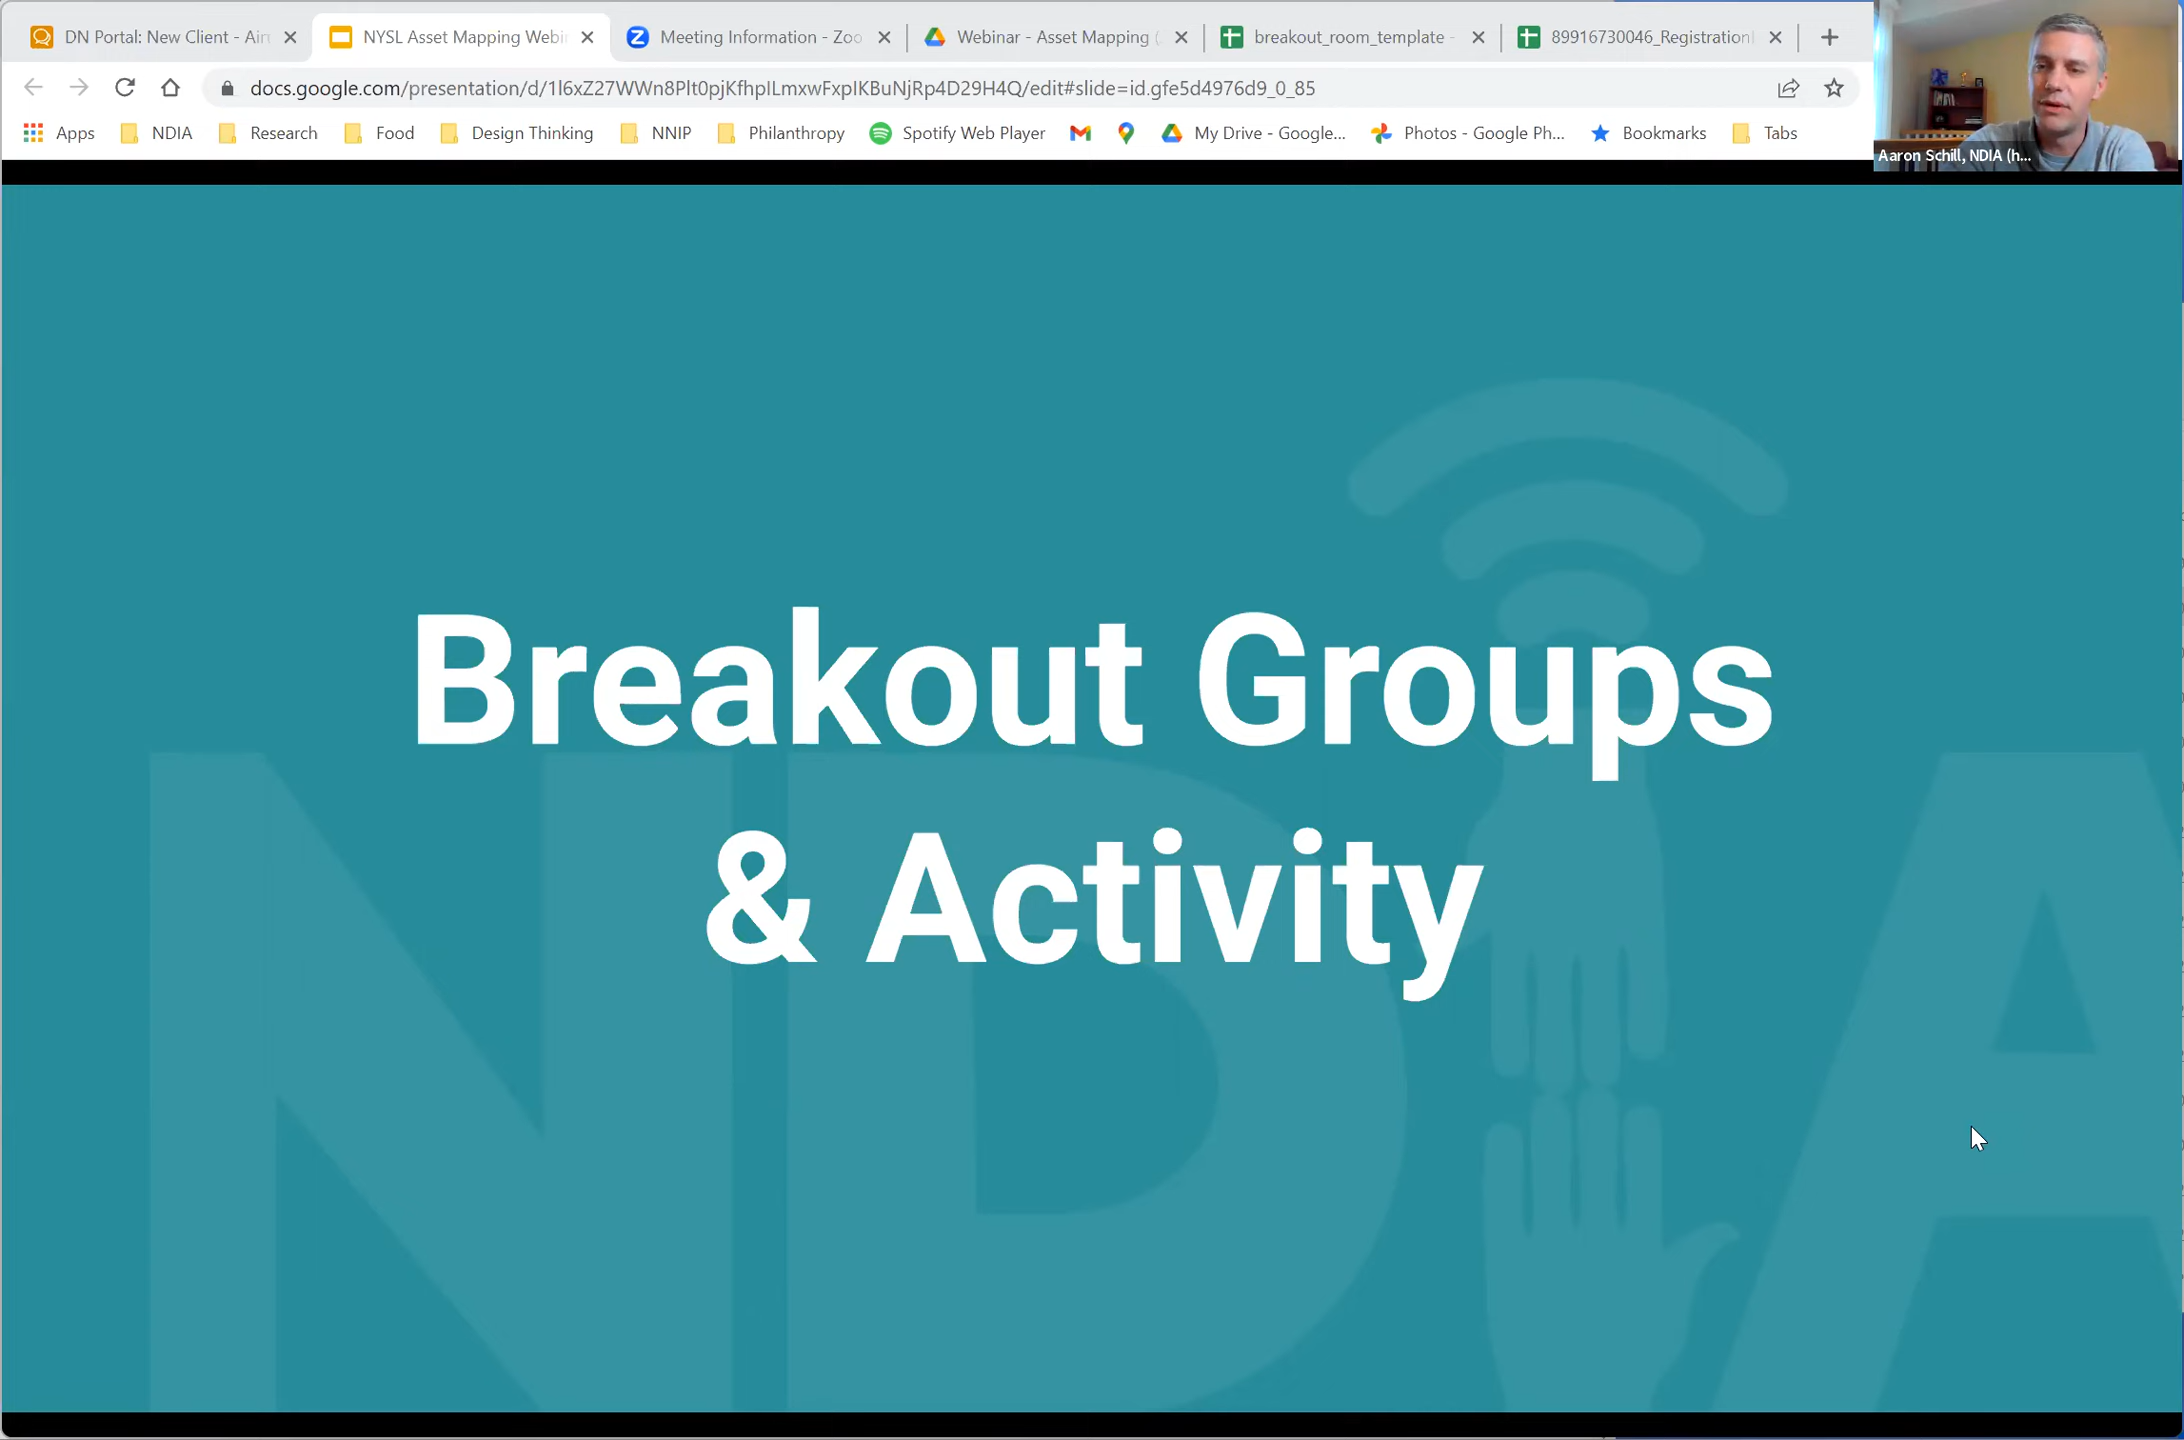 DN Portal: New Client - Air
NYSL Asset Mapping Webi
Meeting Information - Zoo
Webinar - Asset Mapping (
breakout_room_template -
89916730046_Registration
docs.google.com/presentation/d/1l6xZ27WWn8Plt0pjKfhpILmxwFxpIKBuNjRp4D29H4Q/edit#slide=id.gfe5d4976d9_0_85
Apps
NDIA
Research
Food
Design Thinking
NNIP
Philanthropy
Spotify Web Player
My Drive - Google...
Photos - Google Ph...
Bookmarks
Tabs
Aaron Schill, NDIA (h...
Breakout Groups
& Activity
NDIA